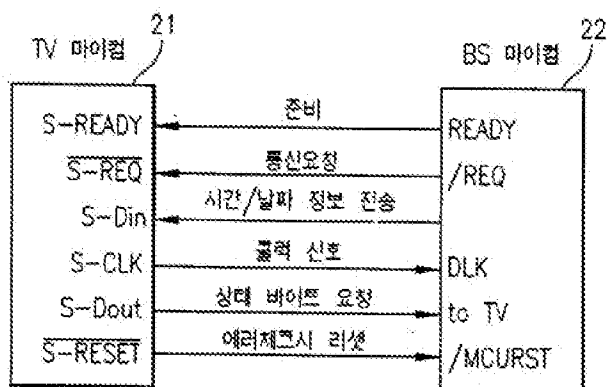 21
TV 마이컴
22
BS 마이컴
S-READY
준비
READY
S-REQ
통신요청
/REQ
S-Din
시간/날짜 정보 전송
S-CLK
클럭 신호
DLK
S-Dout
상태 바이트 요청
to TV
S-RESET
에러체크시 리셋
/MCURST